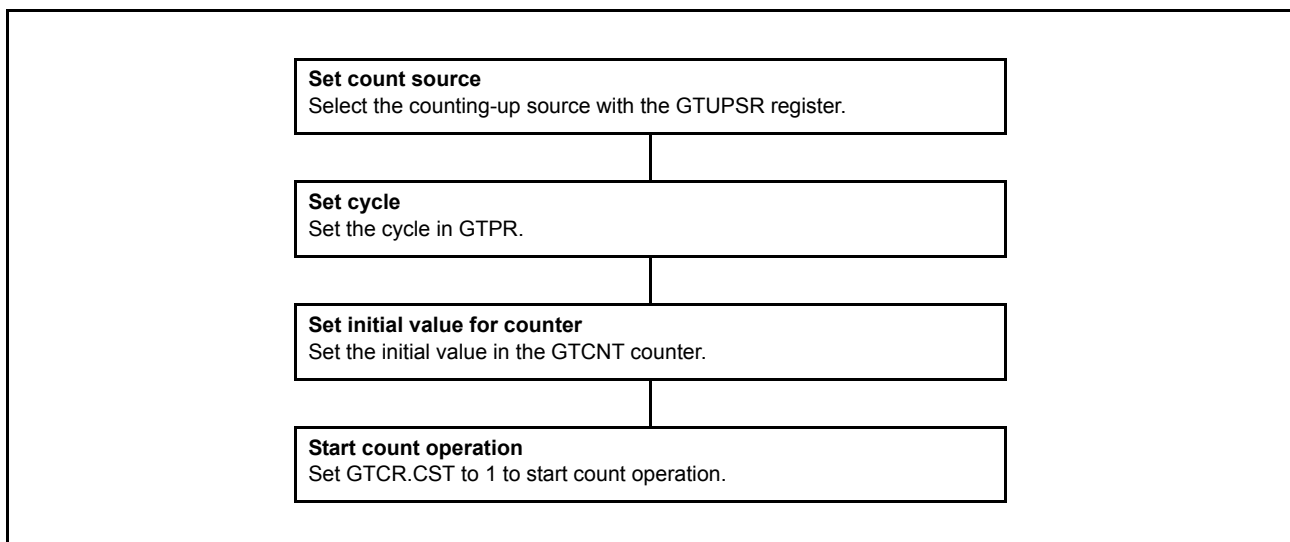 Set count source
Select the counting-up source with the GTUPSR register.
Set cycle
Set the cycle in GTPR.
Set initial value for counter
Set the initial value in the GTCNT counter.
Start count operation
Set GTCR.CST to 1 to start count operation.